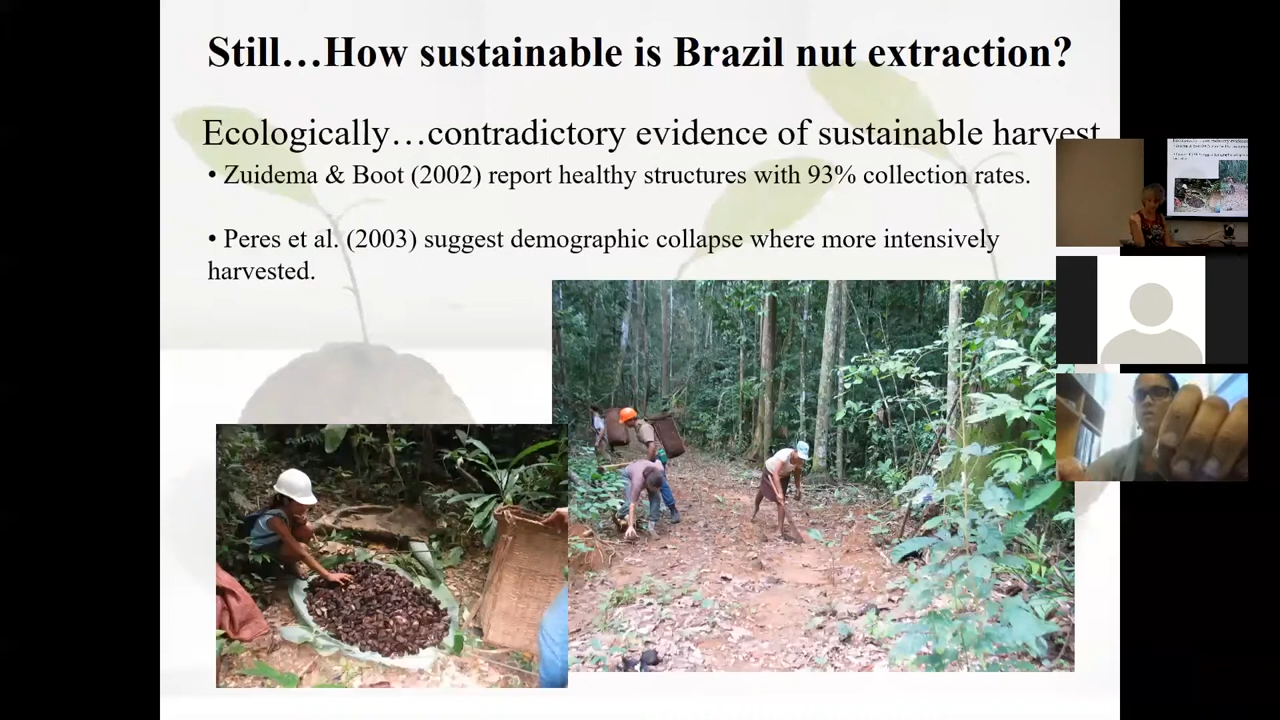 Still…How sustainable is Brazil nut extraction?
Ecologically…contradictory evidence of sustainable harvest
• Zuidema & Boot (2002) report healthy structures with 93% collection rates.
• Peres et al. (2003) suggest demographic collapse where more intensively
harvested.